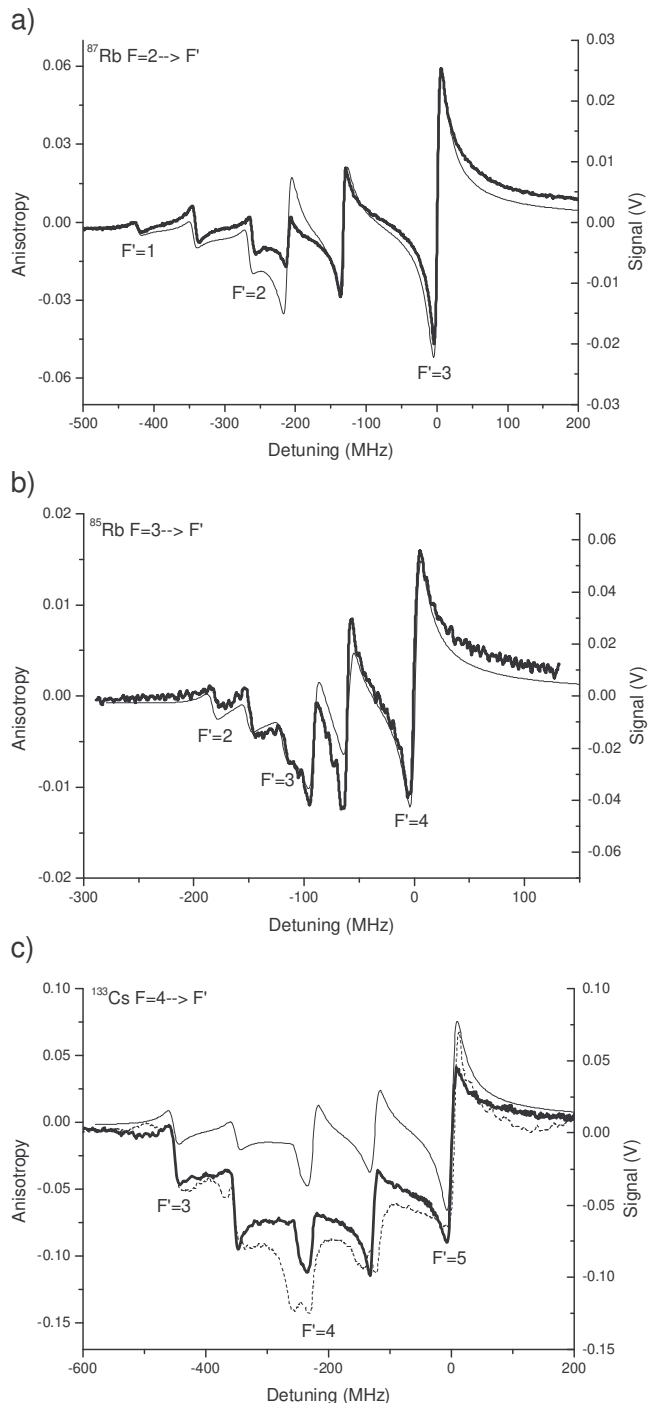 a)
⁸⁷Rb F=2--> F'
0.06
0.03
0.00
-0.03
-0.06
Anisotropy
0.03
0.02
0.01
0.00
-0.01
-0.02
-0.03
Signal (V)
F'=1
F'=2
F'=3
-500 -400 -300 -200 -100 0 100 200
Detuning (MHz)
b)
⁸⁵Rb F=3--> F'
0.02
0.01
0.00
-0.01
-0.02
Anisotropy
0.06
0.04
0.02
0.00
-0.02
-0.04
-0.06
Signal (V)
F'=2
F'=3
F'=4
-300 -200 -100 0 100
Detuning (MHz)
c)
¹³³Cs F=4--> F'
0.10
0.05
0.00
-0.05
-0.10
-0.15
Anisotropy
0.10
0.05
0.00
-0.05
-0.10
-0.15
Signal (V)
F'=3
F'=4
F'=5
-600 -400 -200 0 200
Detuning (MHz)